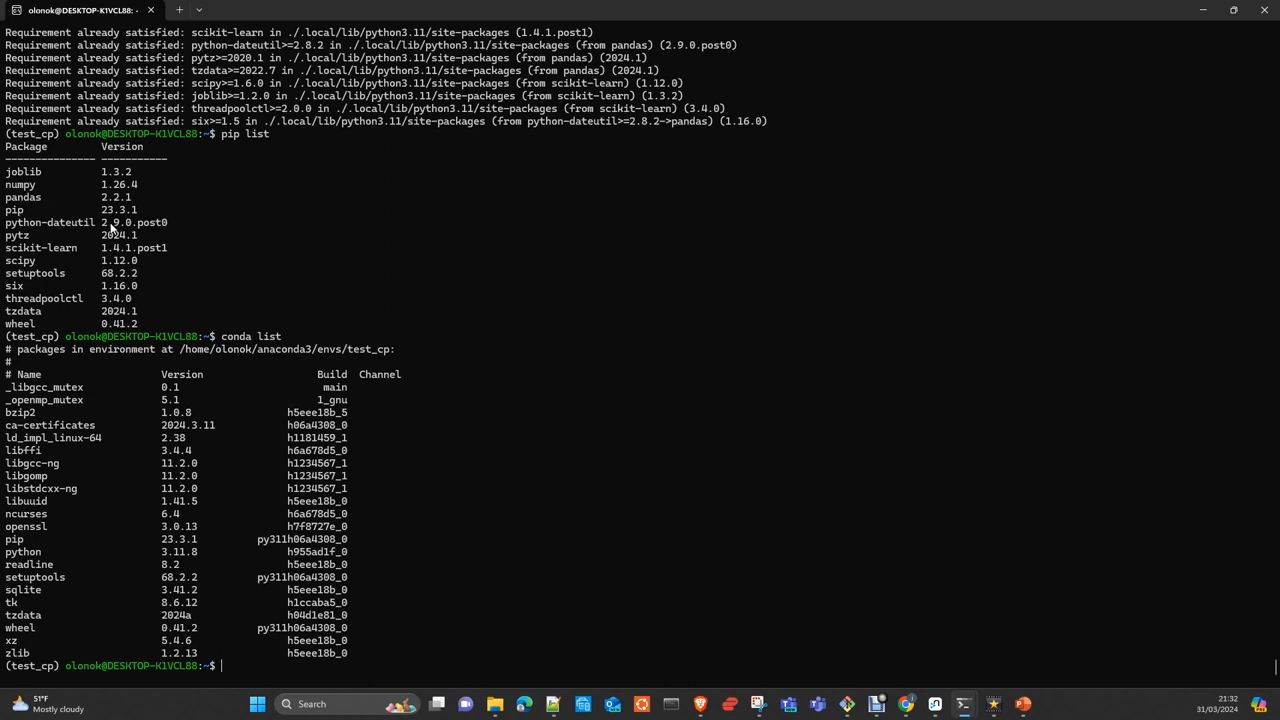 olonok@DESKTOP-K1VCL88: ~
Requirement already satisfied: scikit-learn in ./.local/lib/python3.11/site-packages (1.4.1.post1)
Requirement already satisfied: python-dateutil>=2.8.2 in ./.local/lib/python3.11/site-packages (from pandas) (2.9.0.post0)
Requirement already satisfied: pytz>=2020.1 in ./.local/lib/python3.11/site-packages (from pandas) (2024.1)
Requirement already satisfied: tzdata>=2022.7 in ./.local/lib/python3.11/site-packages (from pandas) (2024.1)
Requirement already satisfied: scipy>=1.6.0 in ./.local/lib/python3.11/site-packages (from scikit-learn) (1.12.0)
Requirement already satisfied: joblib>=1.2.0 in ./.local/lib/python3.11/site-packages (from scikit-learn) (1.3.2)
Requirement already satisfied: threadpoolctl>=2.0.0 in ./.local/lib/python3.11/site-packages (from scikit-learn) (3.4.0)
Requirement already satisfied: six>=1.5 in ./.local/lib/python3.11/site-packages (from python-dateutil>=2.8.2->pandas) (1.16.0)
(test_cp) olonok@DESKTOP-K1VCL88:~$ pip list
Package Version
--------------- -----------
joblib 1.3.2
numpy 1.26.4
pandas 2.2.1
pip 23.3.1
python-dateutil 2.9.0.post0
pytz 2024.1
scikit-learn 1.4.1.post1
scipy 1.12.0
setuptools 68.2.2
six 1.16.0
threadpoolctl 3.4.0
tzdata 2024.1
wheel 0.41.2
(test_cp) olonok@DESKTOP-K1VCL88:~$ conda list
# packages in environment at /home/olonok/anaconda3/envs/test_cp:
#
# Name Version Build Channel
_libgcc_mutex 0.1 main
_openmp_mutex 5.1 1_gnu
bzip2 1.0.8 h5eee18b_5
ca-certificates 2024.3.11 h06a4308_0
ld_impl_linux-64 2.38 h1181459_1
libffi 3.4.4 h6a678d5_0
libgcc-ng 11.2.0 h1234567_1
libgomp 11.2.0 h1234567_1
libstdcxx-ng 11.2.0 h1234567_1
libuuid 1.41.5 h5eee18b_0
ncurses 6.4 h6a678d5_0
openssl 3.0.13 h7f8727e_0
pip 23.3.1 py311h06a4308_0
python 3.11.8 h955ad1f_0
readline 8.2 h5eee18b_0
setuptools 68.2.2 py311h06a4308_0
sqlite 3.41.2 h5eee18b_0
tk 8.6.12 h1ccaba5_0
tzdata 2024a h04d1e81_0
wheel 0.41.2 py311h06a4308_0
xz 5.4.6 h5eee18b_0
zlib 1.2.13 h5eee18b_0
(test_cp) olonok@DESKTOP-K1VCL88:~$
51°F
Mostly cloudy
Search
21:32
31/03/2024